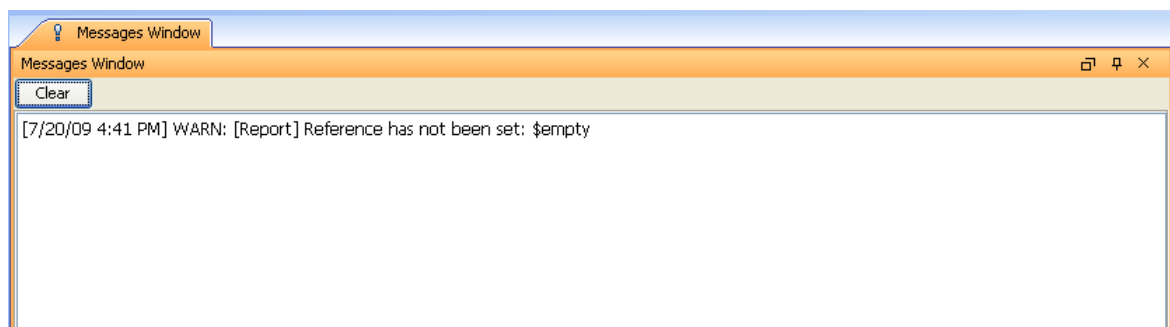 Messages Window
Messages Window
Clear
[7/20/09 4:41 PM] WARN: [Report] Reference has not been set: $empty